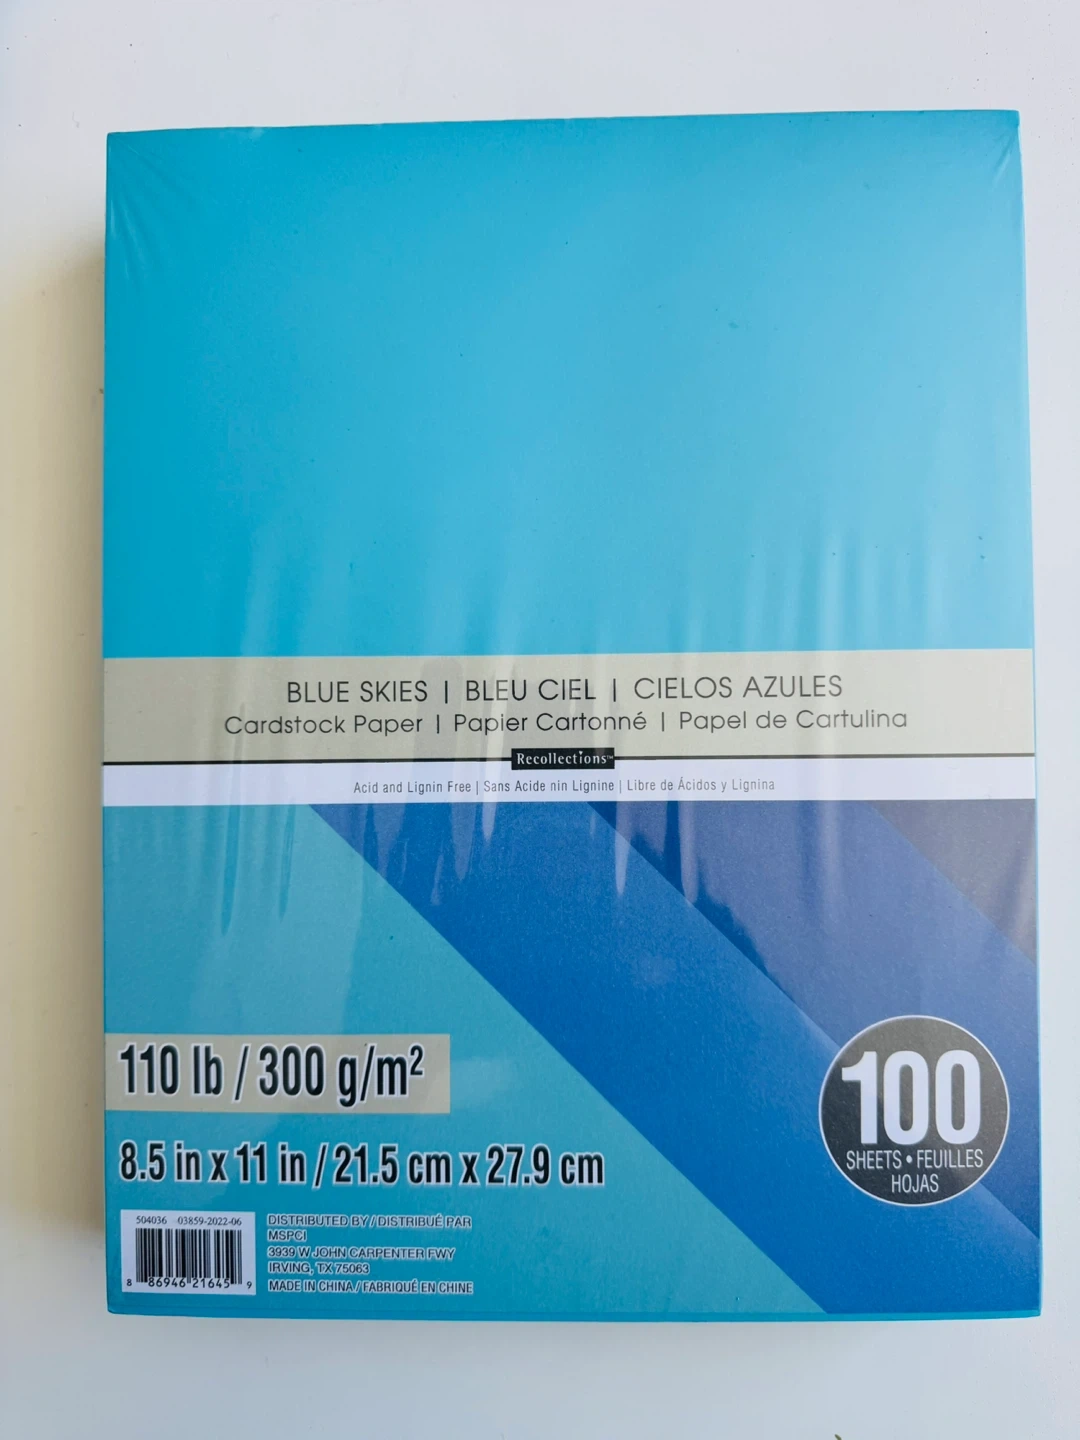 BLUE SKIES | BLEU CIEL | CIELOS AZULES
Cardstock Paper | Papier Cartonné | Papel de Cartulina
Recollections™
Acid and Lignin Free | Sans Acide nin Lignine | Libre de Ácidos y Lignina
110 lb / 300 g/m²
8.5 in x 11 in / 21.5 cm x 27.9 cm
100
SHEETS • FEUILLES
HOJAS
504036 03859-2022-06
8 86946 21645 9
DISTRIBUTED BY / DISTRIBUÉ PAR
MSPCI
3939 W JOHN CARPENTER FWY
IRVING, TX 75063
MADE IN CHINA / FABRIQUÉ EN CHINE